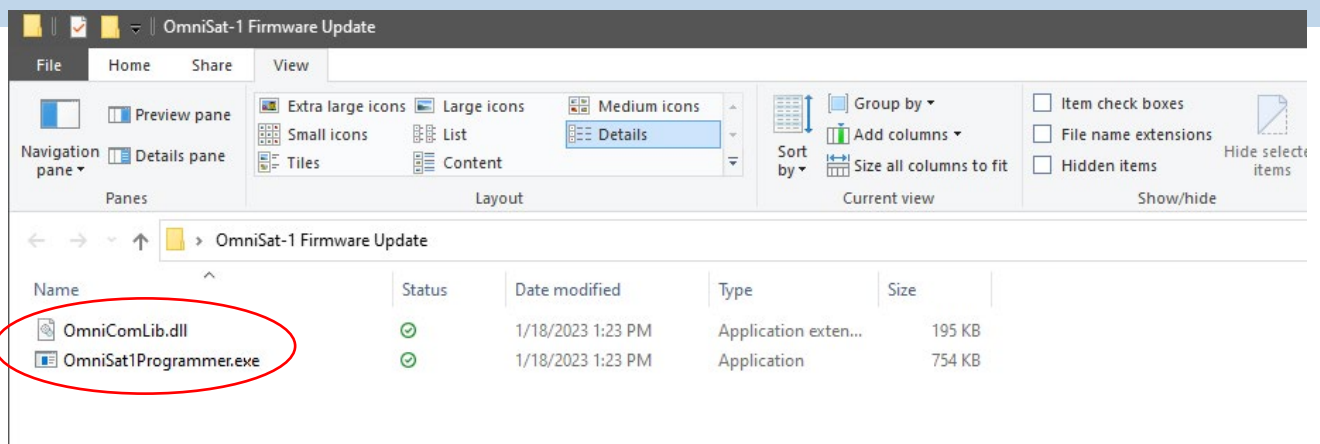 OmniSat-1 Firmware Update
File Home Share View
Navigation pane
Preview pane
Details pane
Panes
Extra large icons Large icons Medium icons
Small icons List Details
Tiles Content
Layout
Sort by
Group by
Add columns
Size all columns to fit
Current view
Item check boxes
File name extensions
Hidden items
Hide selecte
items
Show/hide
OmniSat-1 Firmware Update
Name Status Date modified Type Size
OmniComLib.dll 1/18/2023 1:23 PM Application exten... 195 KB
OmniSat1Programmer.exe 1/18/2023 1:23 PM Application 754 KB